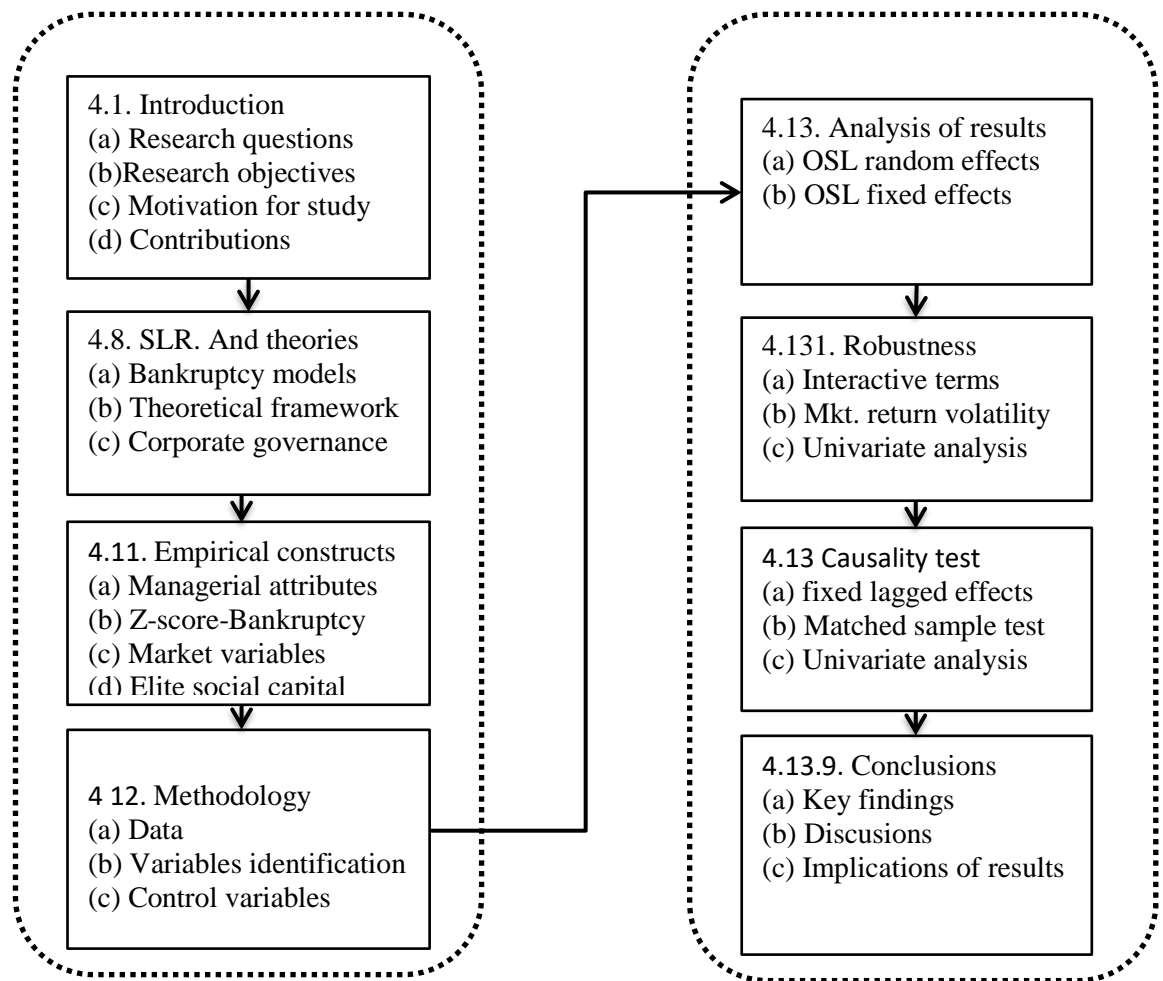 4.1. Introduction
(a) Research questions
(b)Research objectives
(c) Motivation for study
(d) Contributions
4.8. SLR. And theories
(a) Bankruptcy models
(b) Theoretical framework
(c) Corporate governance
4.11. Empirical constructs
(a) Managerial attributes
(b) Z-score-Bankruptcy
(c) Market variables
(d) Elite social capital
4 12. Methodology
(a) Data
(b) Variables identification
(c) Control variables
4.13. Analysis of results
(a) OSL random effects
(b) OSL fixed effects
4.131. Robustness
(a) Interactive terms
(b) Mkt. return volatility
(c) Univariate analysis
4.13 Causality test
(a) fixed lagged effects
(b) Matched sample test
(c) Univariate analysis
4.13.9. Conclusions
(a) Key findings
(b) Discusions
(c) Implications of results